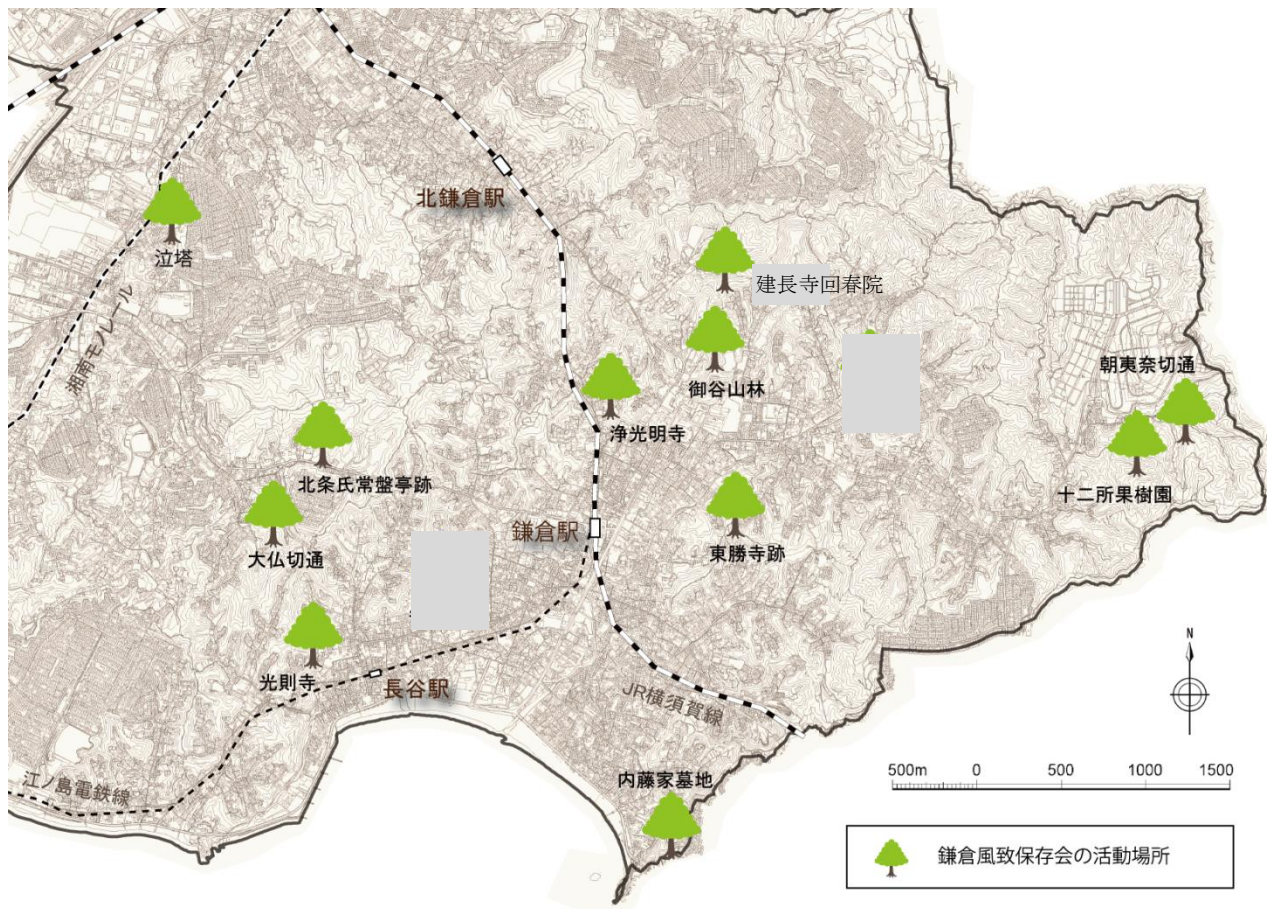 北鎌倉駅
泣塔
建長寺回春院
湘南モノレール
御谷山林
朝夷奈切通
浄光明寺
北条氏常盤亭跡
十二所果樹園
鎌倉駅
東勝寺跡
大仏切通
光則寺
長谷駅
JR横須賀線
N
江ノ島電鉄線
内藤家墓地
500m 0 500 1000 1500
鎌倉風致保存会の活動場所